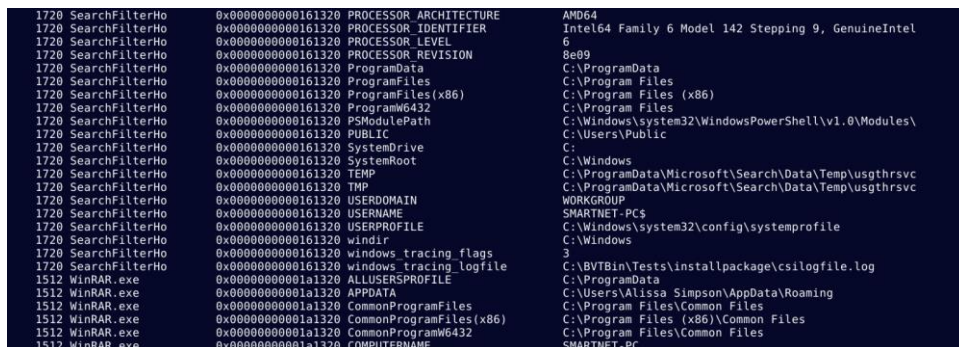 1720 SearchFilterHo 0x0000000000161320 PROCESSOR_ARCHITECTURE AMD64
1720 SearchFilterHo 0x0000000000161320 PROCESSOR_IDENTIFIER Intel64 Family 6 Model 142 Stepping 9, GenuineIntel
1720 SearchFilterHo 0x0000000000161320 PROCESSOR_LEVEL 6
1720 SearchFilterHo 0x0000000000161320 PROCESSOR_REVISION 8e09
1720 SearchFilterHo 0x0000000000161320 ProgramData C:\ProgramData
1720 SearchFilterHo 0x0000000000161320 ProgramFiles C:\Program Files
1720 SearchFilterHo 0x0000000000161320 ProgramFiles(x86) C:\Program Files (x86)
1720 SearchFilterHo 0x0000000000161320 ProgramW6432 C:\Program Files
1720 SearchFilterHo 0x0000000000161320 PSModulePath C:\Windows\system32\WindowsPowerShell\v1.0\Modules\
1720 SearchFilterHo 0x0000000000161320 PUBLIC C:\Users\Public
1720 SearchFilterHo 0x0000000000161320 SystemDrive C:
1720 SearchFilterHo 0x0000000000161320 SystemRoot C:\Windows
1720 SearchFilterHo 0x0000000000161320 TEMP C:\ProgramData\Microsoft\Search\Data\Temp\usgthrsvc
1720 SearchFilterHo 0x0000000000161320 TMP C:\ProgramData\Microsoft\Search\Data\Temp\usgthrsvc
1720 SearchFilterHo 0x0000000000161320 USERDOMAIN WORKGROUP
1720 SearchFilterHo 0x0000000000161320 USERNAME SMARTNET-PC$
1720 SearchFilterHo 0x0000000000161320 USERPROFILE C:\Windows\system32\config\systemprofile
1720 SearchFilterHo 0x0000000000161320 windir C:\Windows
1720 SearchFilterHo 0x0000000000161320 windows_tracing_flags 3
1720 SearchFilterHo 0x0000000000161320 windows_tracing_logfile C:\BVTBin\Tests\installpackage\csilogfile.log
1512 WinRAR.exe 0x00000000001a1320 ALLUSERSPROFILE C:\ProgramData
1512 WinRAR.exe 0x00000000001a1320 APPDATA C:\Users\Alissa Simpson\AppData\Roaming
1512 WinRAR.exe 0x00000000001a1320 CommonProgramFiles C:\Program Files\Common Files
1512 WinRAR.exe 0x00000000001a1320 CommonProgramFiles(x86) C:\Program Files (x86)\Common Files
1512 WinRAR.exe 0x00000000001a1320 CommonProgramW6432 C:\Program Files\Common Files
1512 WinRAR.exe 0x00000000001a1320 COMPUTERNAME SMARTNET-PC